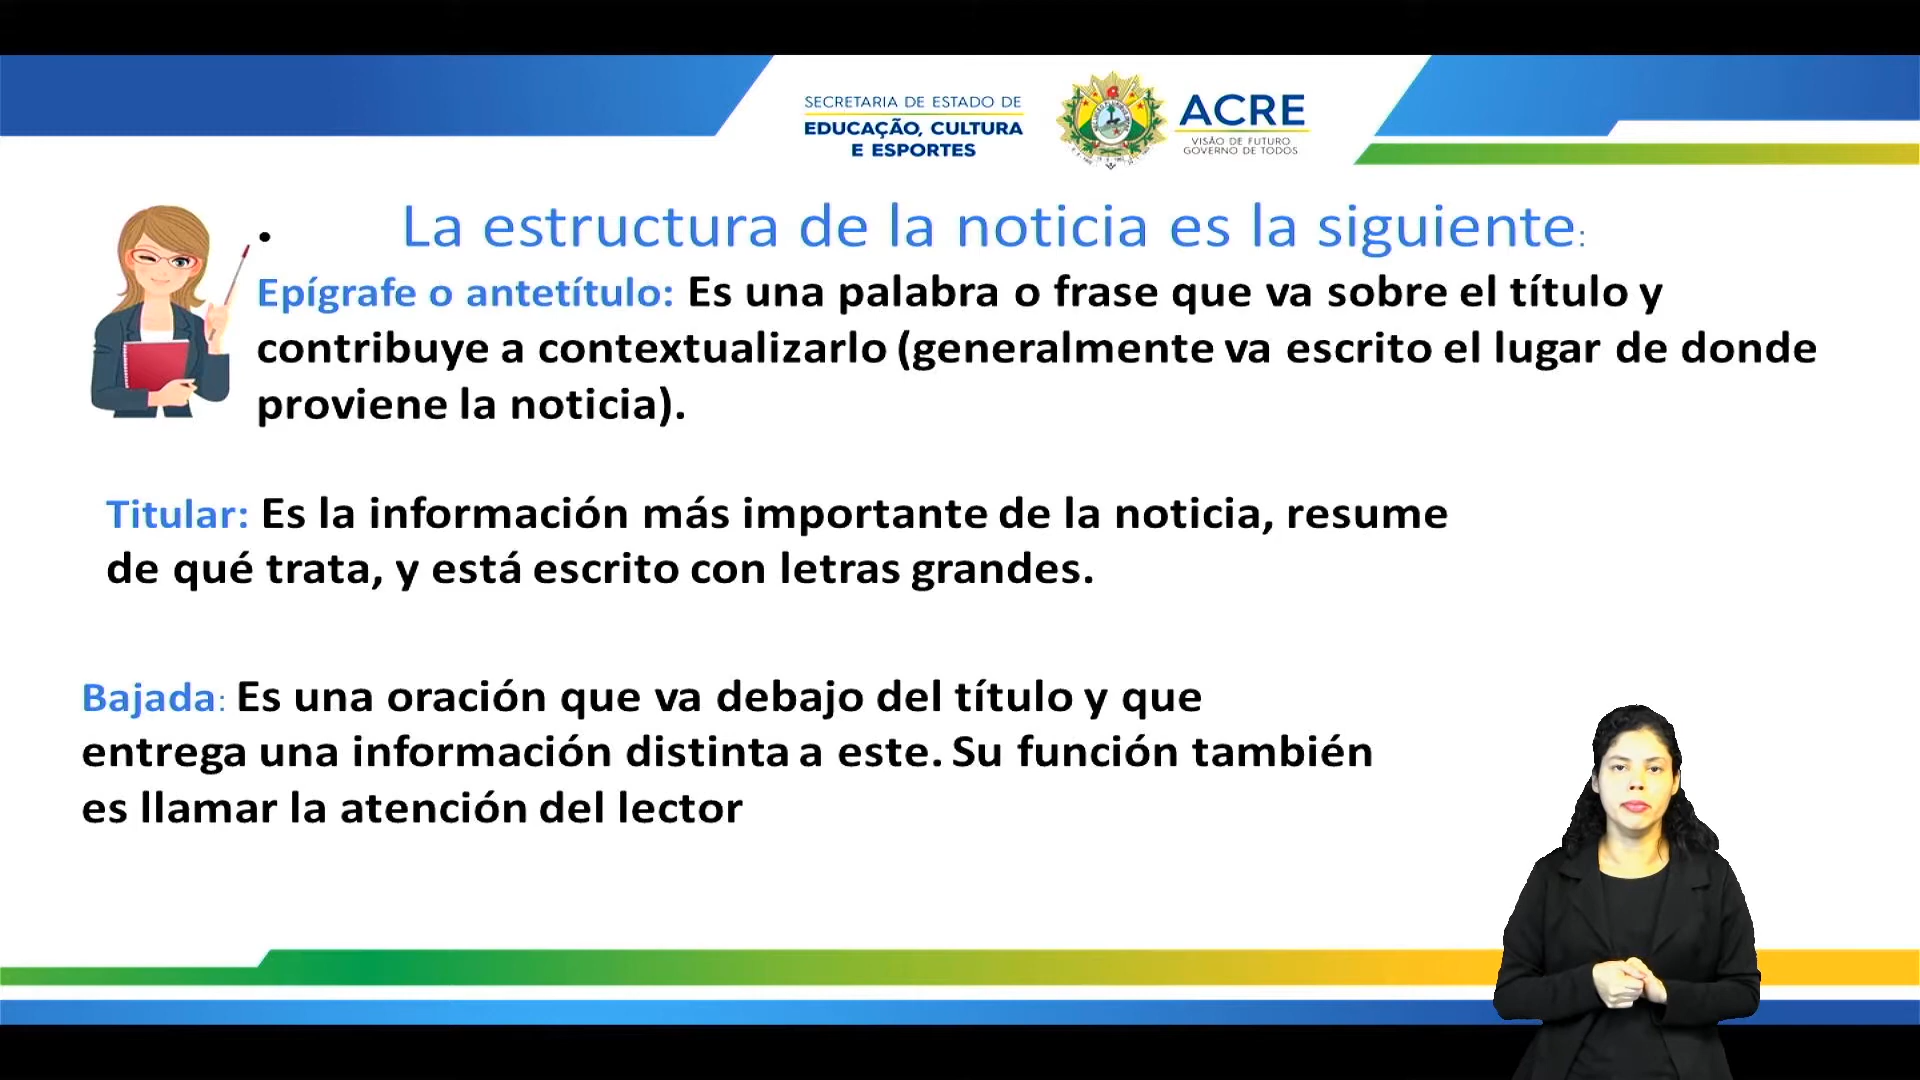 SECRETARIA DE ESTADO DE
EDUCAÇÃO, CULTURA
E ESPORTES
ACRE
VISÃO DE FUTURO
GOVERNO DE TODOS
• La estructura de la noticia es la siguiente:
Epígrafe o antetítulo: Es una palabra o frase que va sobre el título y
contribuye a contextualizarlo (generalmente va escrito el lugar de donde
proviene la noticia).
Titular: Es la información más importante de la noticia, resume
de qué trata, y está escrito con letras grandes.
Bajada: Es una oración que va debajo del título y que
entrega una información distinta a este. Su función también
es llamar la atención del lector